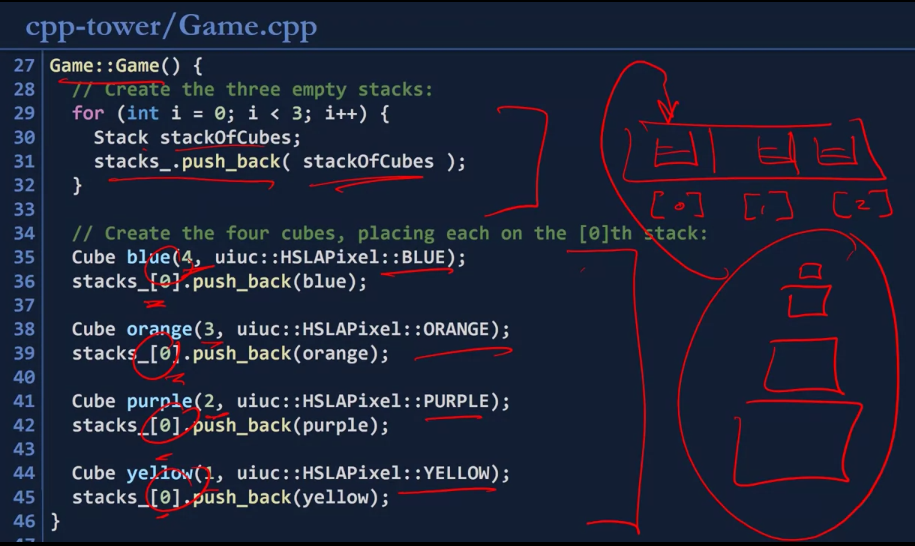 cpp-tower/Game.cpp
27 Game::Game() {
28 // Create the three empty stacks:
29 for (int i = 0; i < 3; i++) {
30 Stack stackOfCubes;
31 stacks_.push_back( stackOfCubes );
32 }
33
34 // Create the four cubes, placing each on the [0]th stack:
35 Cube blue(4, uiuc::HSLAPixel::BLUE);
36 stacks_[0].push_back(blue);
37
38 Cube orange(3, uiuc::HSLAPixel::ORANGE);
39 stacks_[0].push_back(orange);
40
41 Cube purple(2, uiuc::HSLAPixel::PURPLE);
42 stacks_[0].push_back(purple);
43
44 Cube yellow(1, uiuc::HSLAPixel::YELLOW);
45 stacks_[0].push_back(yellow);
46 }
[0] [1] [2]